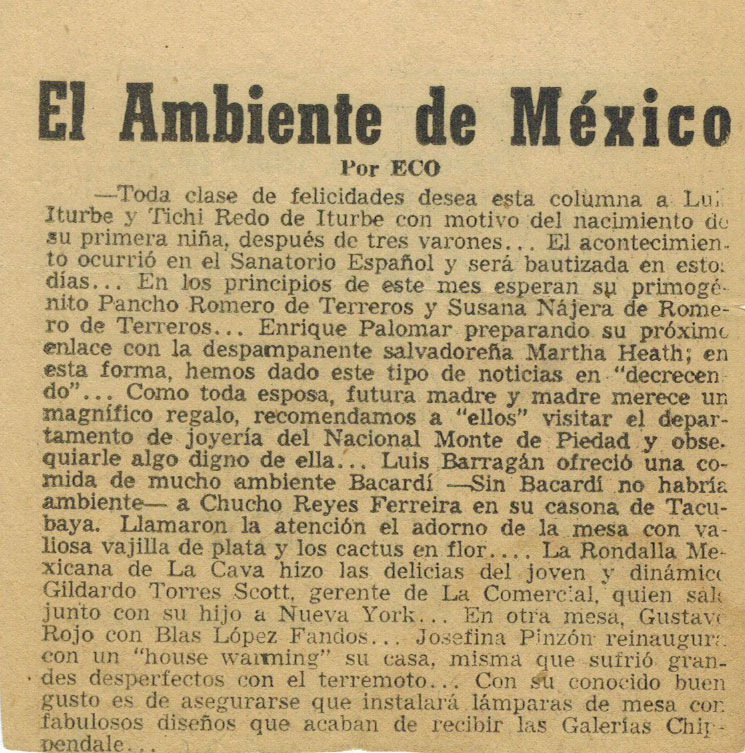 El Ambiente de México
Por ECO
—Toda clase de felicidades desea esta columna a Lui
Iturbe y Tichi Redo de Iturbe con motivo del nacimiento de
su primera niña, después de tres varones... El acontecimien-
to ocurrió en el Sanatorio Español y será bautizada en estos
días... En los principios de este mes esperan su primogé-
nito Pancho Romero de Terreros y Susana Nájera de Rome-
ro de Terreros... Enrique Palomar preparando su próximo
enlace con la despampanente salvadoreña Martha Heath; en
esta forma, hemos dado este tipo de noticias en "decrecen
do"... Como toda esposa, futura madre y madre merece un
magnífico regalo, recomendamos a "ellos" visitar el depar-
tamento de joyería del Nacional Monte de Piedad y obse-
quiarle algo digno de ella... Luis Barragán ofreció una co-
mida de mucho ambiente Bacardí —Sin Bacardí no habría
ambiente— a Chucho Reyes Ferreira en su casona de Tacu-
baya. Llamaron la atención el adorno de la mesa con va-
liosa vajilla de plata y los cactus en flor.... La Rondalla Me-
xicana de La Cava hizo las delicias del joven y dinámico
Gildardo Torres Scott, gerente de La Comercial, quien sale
junto con su hijo a Nueva York... En otra mesa, Gustavo
Rojo con Blas López Fandos... Josefina Pinzón reinaugura
con un "house warming" su casa, misma que sufrió gran-
des desperfectos con el terremoto... Con su conocido buen
gusto es de asegurarse que instalará lámparas de mesa con
fabulosos diseños que acaban de recibir las Galerías Chip-
pendale...